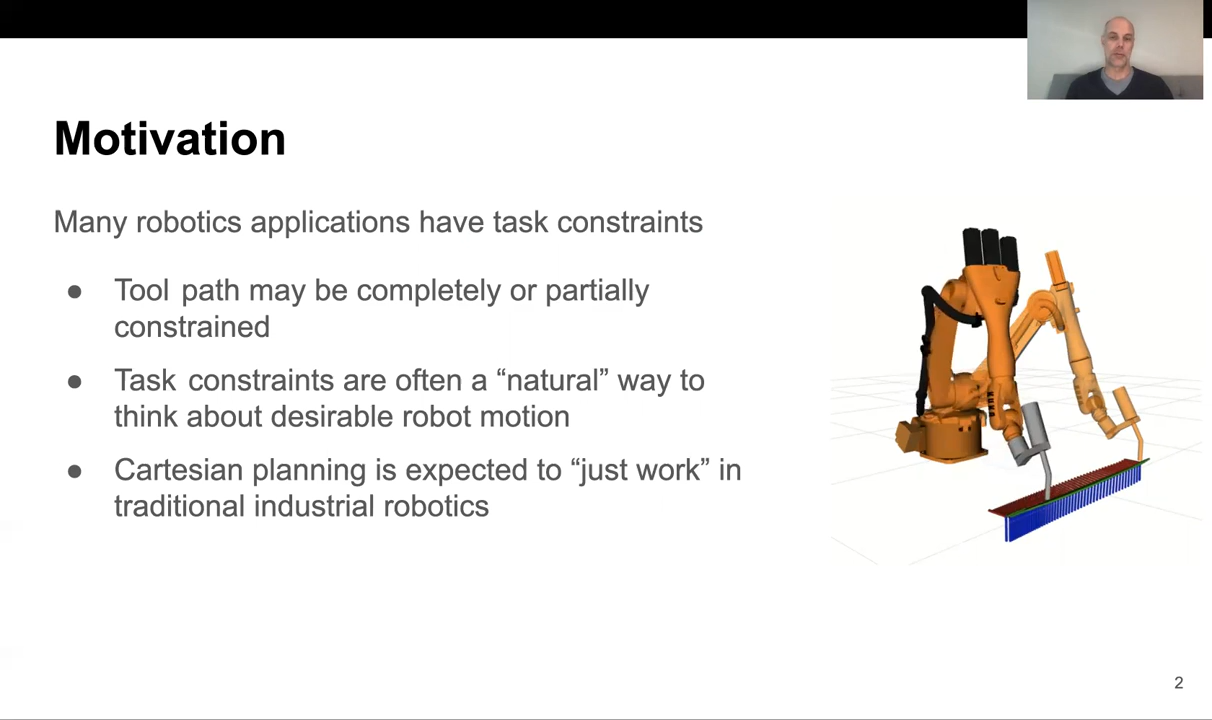 Motivation
Many robotics applications have task constraints
● Tool path may be completely or partially
constrained
● Task constraints are often a “natural” way to
think about desirable robot motion
● Cartesian planning is expected to “just work” in
traditional industrial robotics
2